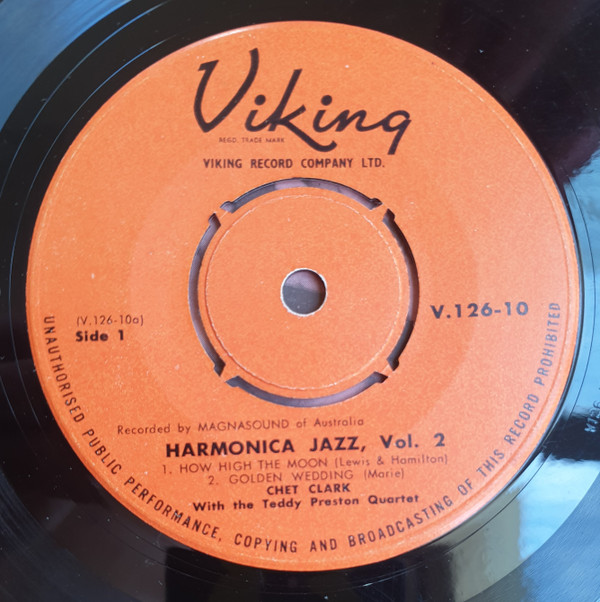 Viking
REGD. TRADE MARK
VIKING RECORD COMPANY LTD.
(V.126-10a)
Side 1
V.126-10
Recorded by MAGNASOUND of Australia
HARMONICA JAZZ, Vol. 2
1. HOW HIGH THE MOON (Lewis & Hamilton)
2. GOLDEN WEDDING (Marie)
CHET CLARK
With the Teddy Preston Quartet
UNAUTHORISED PUBLIC PERFORMANCE, COPYING AND BROADCASTING OF THIS RECORD PROHIBITED